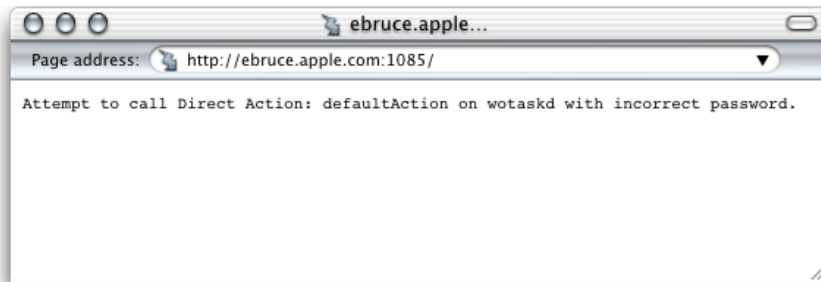 ebruce.apple...
Page address: http://ebruce.apple.com:1085/
Attempt to call Direct Action: defaultAction on wotaskd with incorrect password.